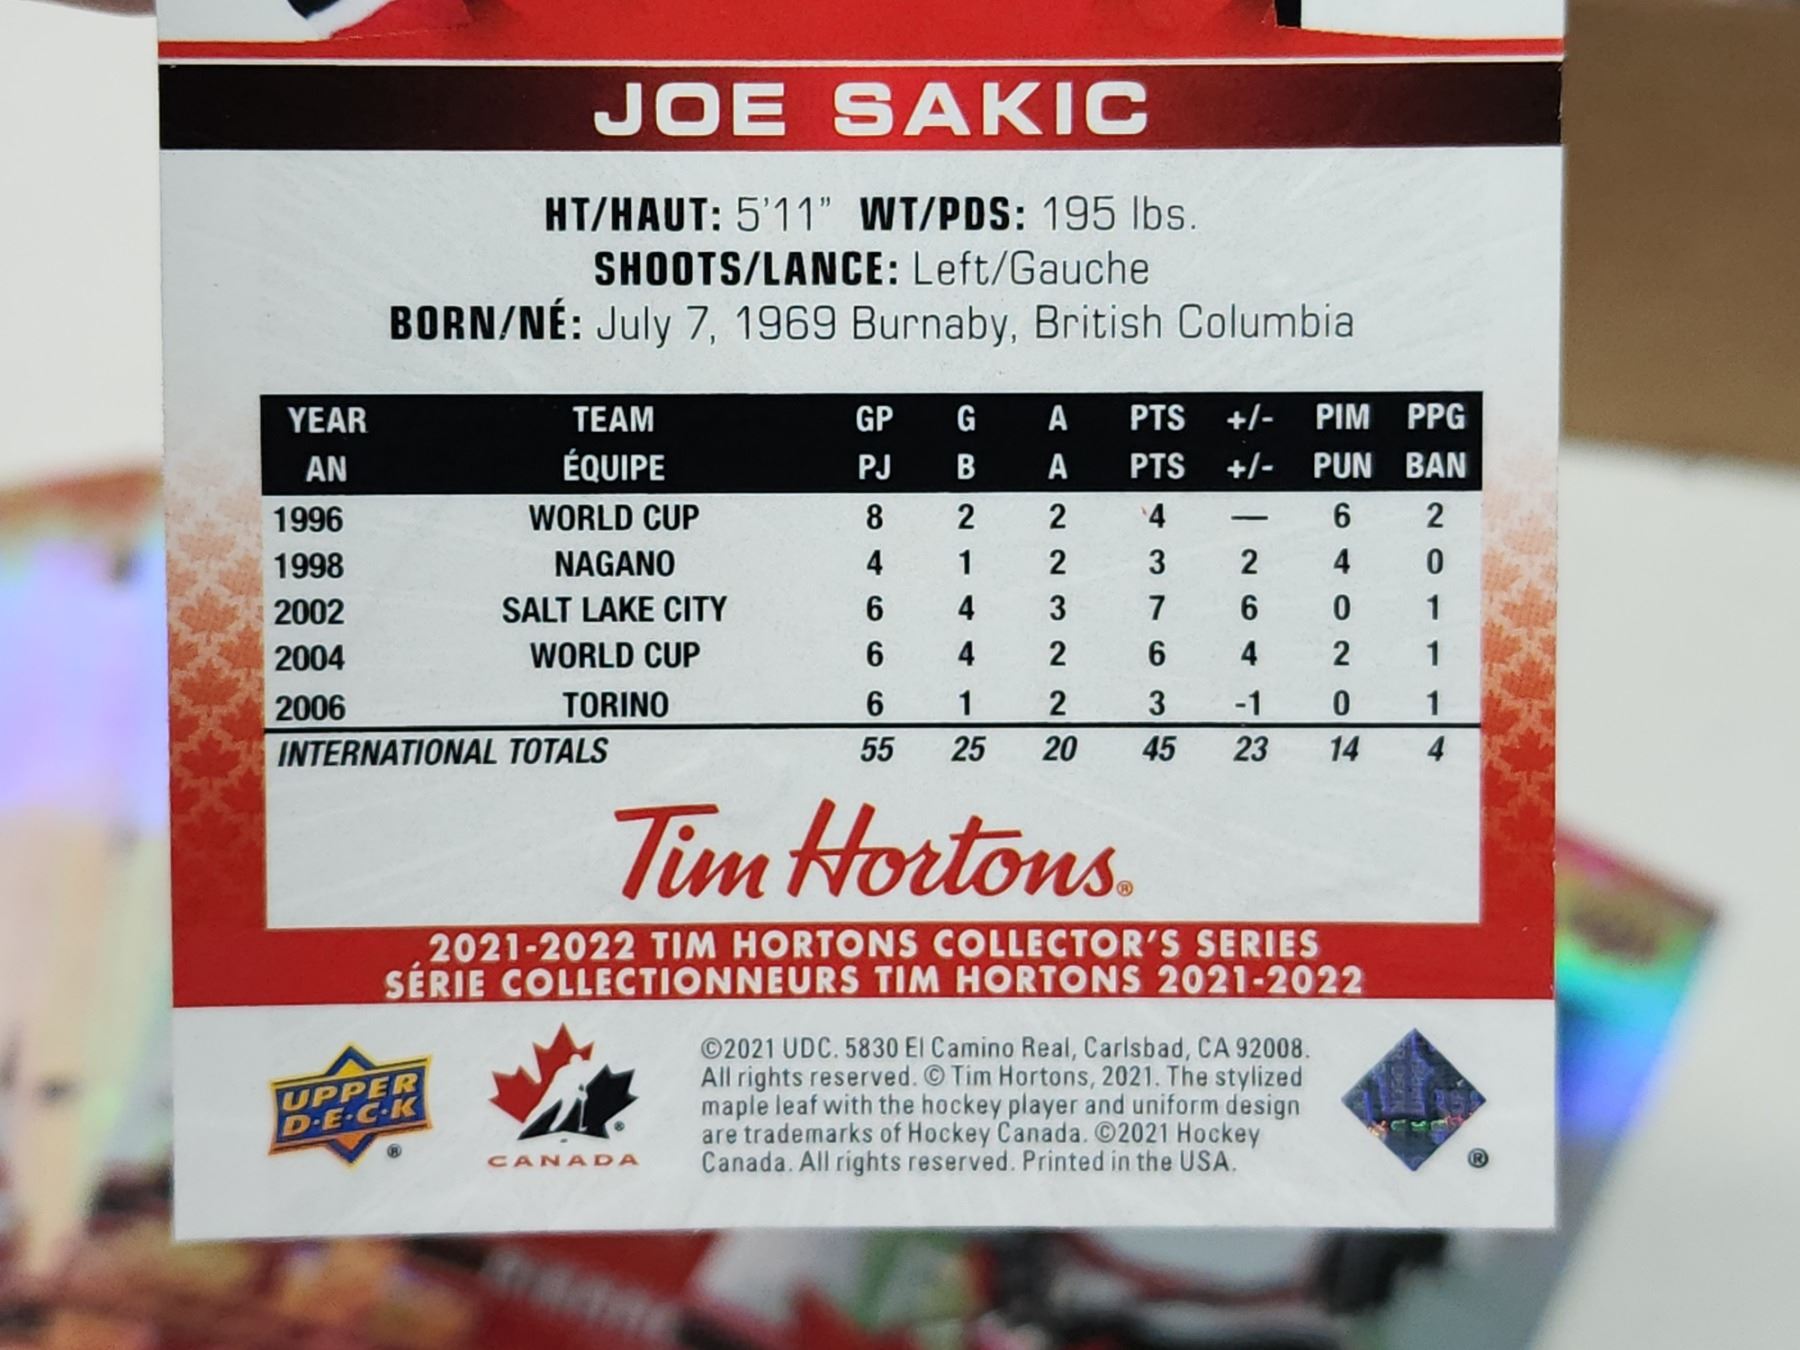 JOE SAKIC
HT/HAUT: 5'11" WT/PDS: 195 lbs.
SHOOTS/LANCE: Left/Gauche
BORN/NÉ: July 7, 1969 Burnaby, British Columbia
YEAR TEAM GP G A PTS +/- PIM PPG
AN ÉQUIPE PJ B A PTS +/- PUN BAN
1996 WORLD CUP 8 2 2 4 — 6 2
1998 NAGANO 4 1 2 3 2 4 0
2002 SALT LAKE CITY 6 4 3 7 6 0 1
2004 WORLD CUP 6 4 2 6 4 2 1
2006 TORINO 6 1 2 3 -1 0 1
INTERNATIONAL TOTALS 55 25 20 45 23 14 4
Tim Hortons®
2021-2022 TIM HORTONS COLLECTOR'S SERIES
SÉRIE COLLECTIONNEURS TIM HORTONS 2021-2022
UPPER
D·E·C·K
®
®
CANADA
©2021 UDC. 5830 El Camino Real, Carlsbad, CA 92008.
All rights reserved. © Tim Hortons, 2021. The stylized
maple leaf with the hockey player and uniform design
are trademarks of Hockey Canada. ©2021 Hockey
Canada. All rights reserved. Printed in the USA.
®